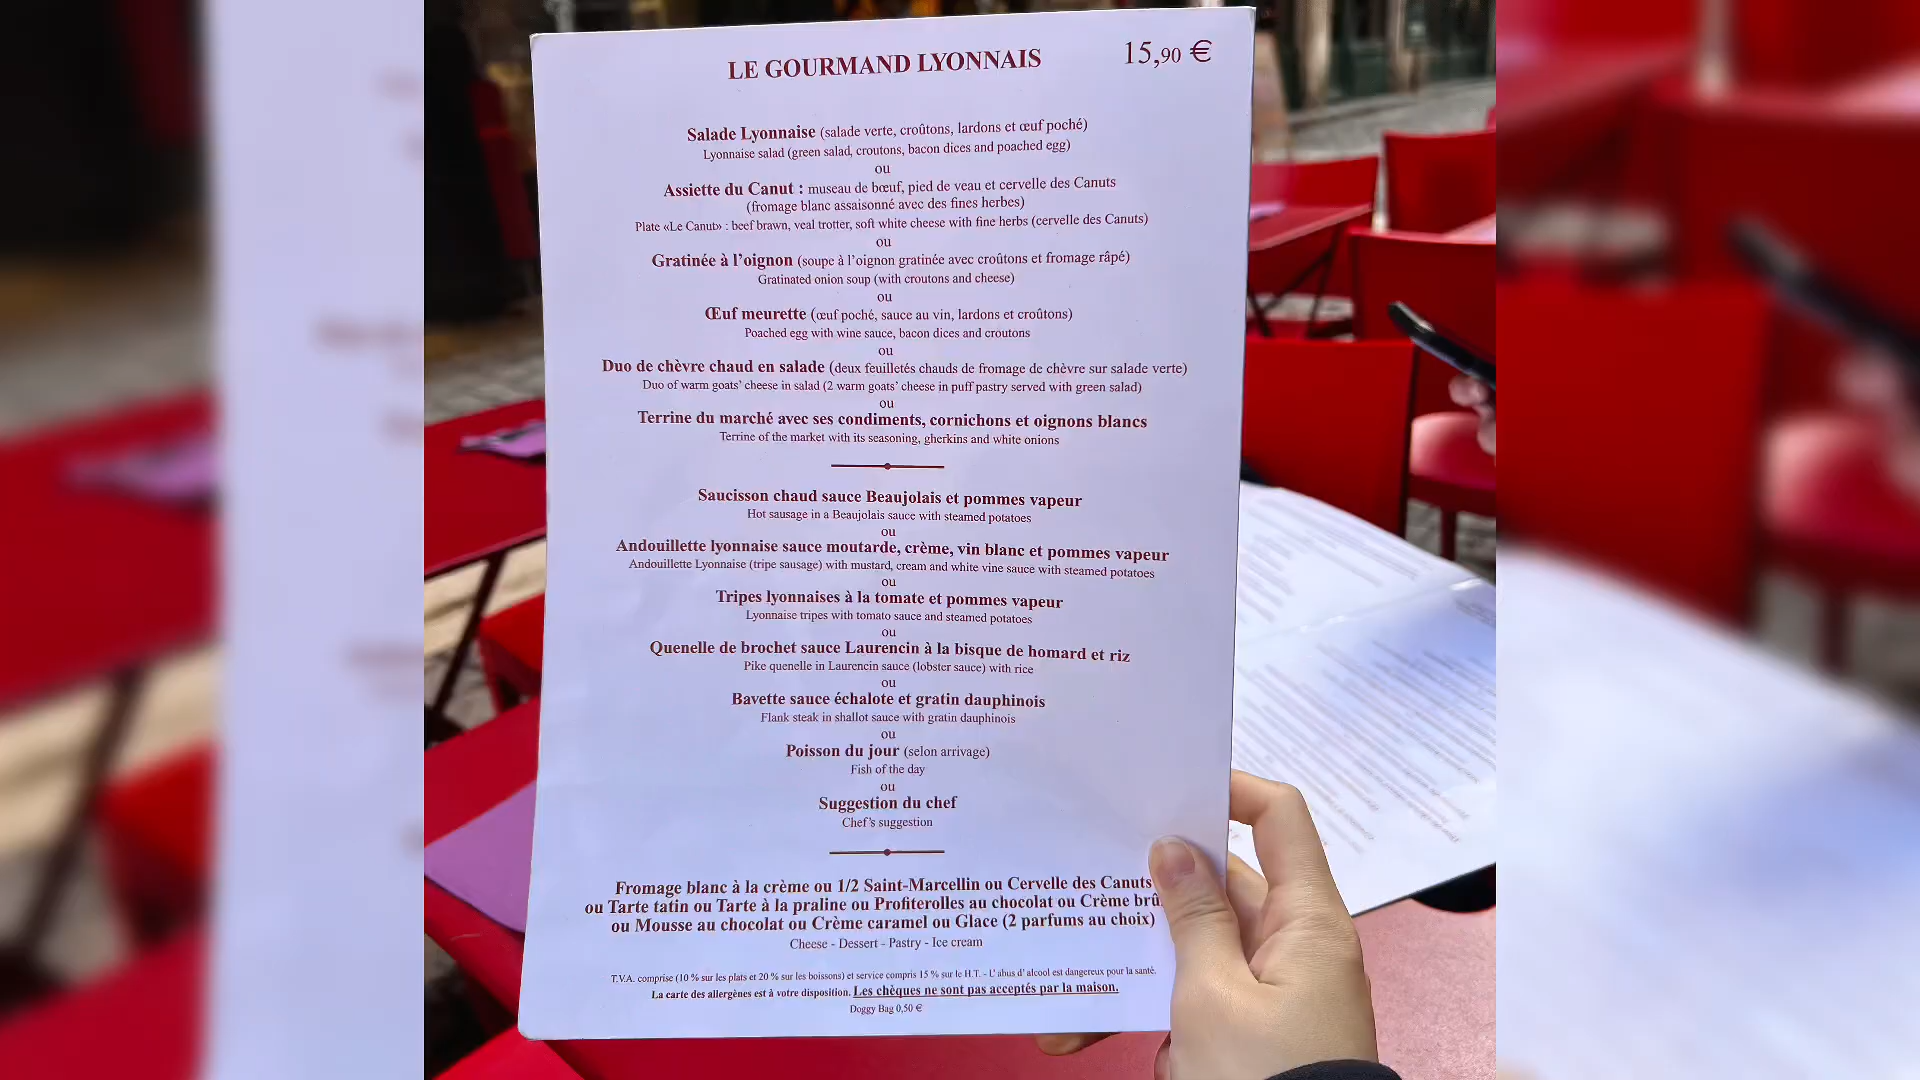 LE GOURMAND LYONNAIS 15,90 €
Salade Lyonnaise (salade verte, croûtons, lardons et œuf poché)
Lyonnaise salad (green salad, croutons, bacon dices and poached egg)
ou
Assiette du Canut : museau de bœuf, pied de veau et cervelle des Canuts
(fromage blanc assaisonné avec des fines herbes)
Plate «Le Canut» : beef brawn, veal trotter, soft white cheese with fine herbs (cervelle des Canuts)
ou
Gratinée à l'oignon (soupe à l'oignon gratinée avec croûtons et fromage râpé)
Gratinated onion soup (with croutons and cheese)
ou
Œuf meurette (œuf poché, sauce au vin, lardons et croûtons)
Poached egg with wine sauce, bacon dices and croutons
ou
Duo de chèvre chaud en salade (deux feuilletés chauds de fromage de chèvre sur salade verte)
Duo of warm goats' cheese in salad (2 warm goats' cheese in puff pastry served with green salad)
ou
Terrine du marché avec ses condiments, cornichons et oignons blancs
Terrine of the market with its seasoning, gherkins and white onions
Saucisson chaud sauce Beaujolais et pommes vapeur
Hot sausage in a Beaujolais sauce with steamed potatoes
ou
Andouillette lyonnaise sauce moutarde, crème, vin blanc et pommes vapeur
Andouillette Lyonnaise (tripe sausage) with mustard, cream and white vine sauce with steamed potatoes
ou
Tripes lyonnaises à la tomate et pommes vapeur
Lyonnaise tripes with tomato sauce and steamed potatoes
ou
Quenelle de brochet sauce Laurencin à la bisque de homard et riz
Pike quenelle in Laurencin sauce (lobster sauce) with rice
ou
Bavette sauce échalote et gratin dauphinois
Flank steak in shallot sauce with gratin dauphinois
ou
Poisson du jour (selon arrivage)
Fish of the day
ou
Suggestion du chef
Chef's suggestion
Fromage blanc à la crème ou 1/2 Saint-Marcellin ou Cervelle des Canuts
ou Tarte tatin ou Tarte à la praline ou Profiterolles au chocolat ou Crème brû
ou Mousse au chocolat ou Crème caramel ou Glace (2 parfums au choix)
Cheese - Dessert - Pastry - Ice cream
T.V.A. comprise (10 % sur les plats et 20 % sur les boissons) et service compris 15 % sur le H.T. - L'abus d'alcool est dangereux pour la santé.
La carte des allergènes est à votre disposition. Les chèques ne sont pas acceptés par la maison.
Doggy Bag 0,50 €